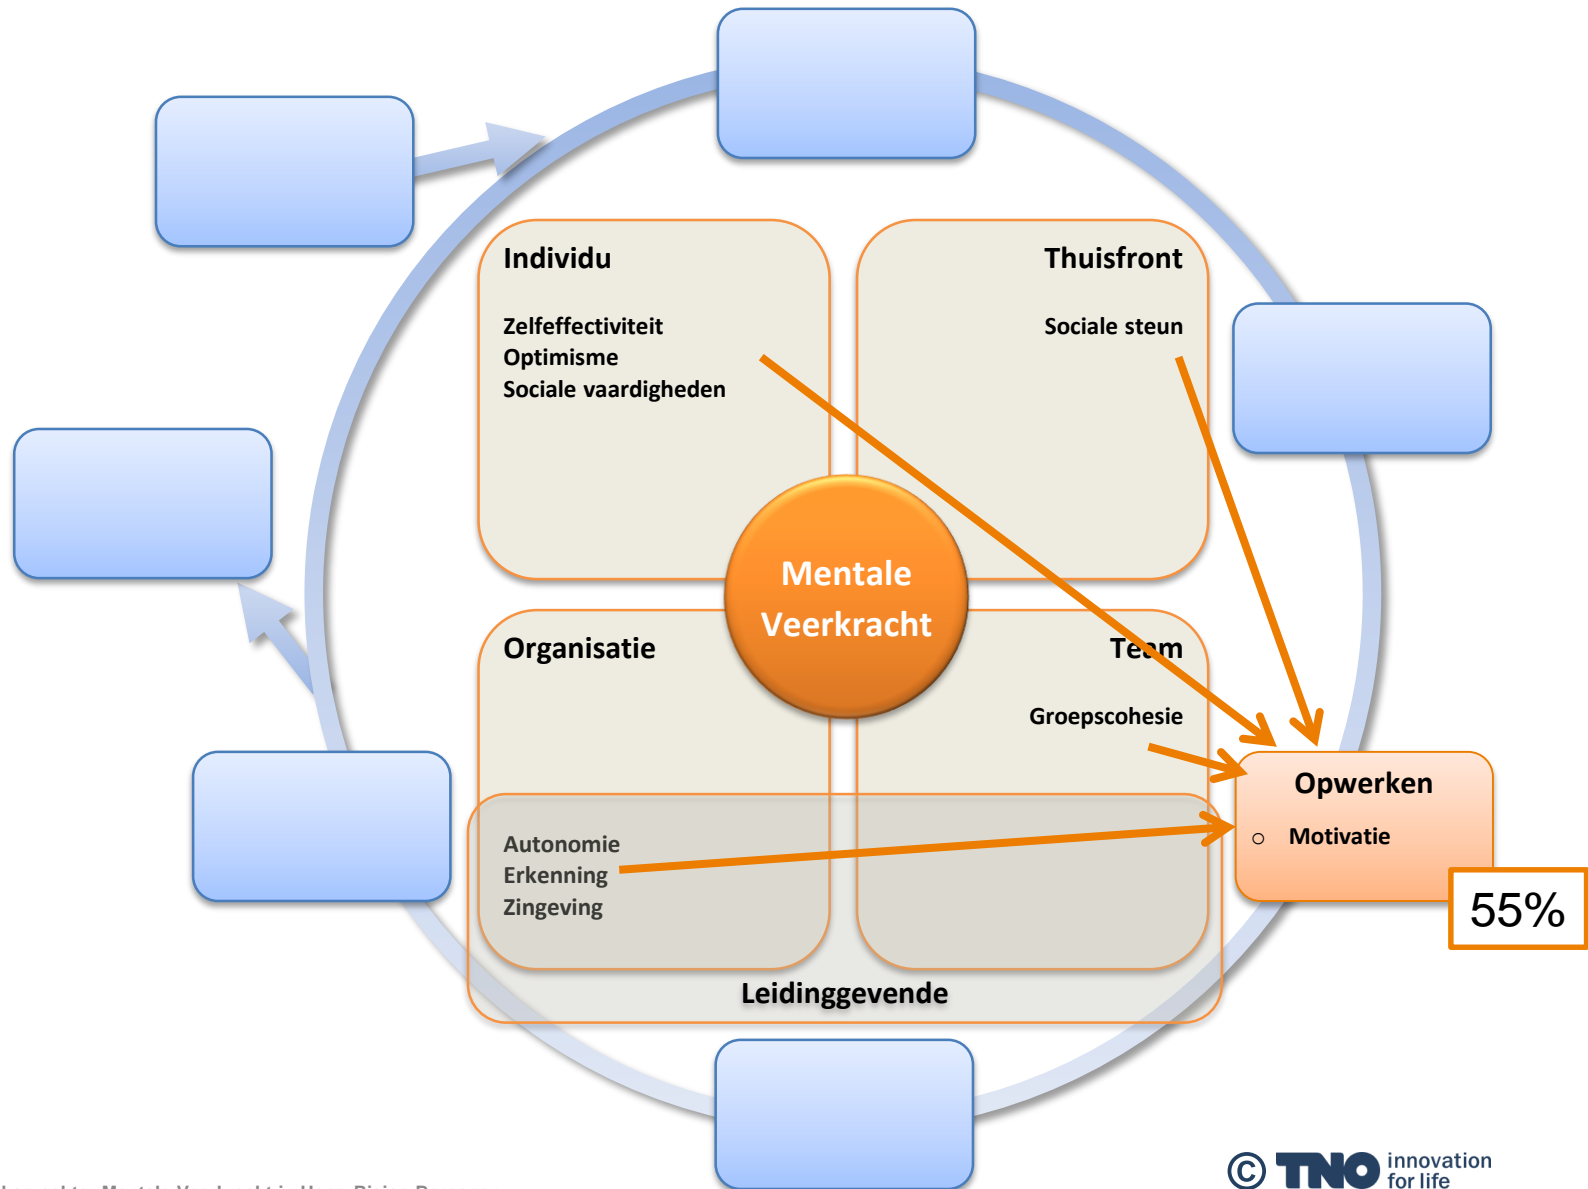 Individu
Zelfeffectiviteit
Optimisme
Sociale vaardigheden
Thuisfront
Sociale steun
Mentale
Veerkracht
Organisatie
Autonomie
Erkenning
Zingeving
Team
Groepscohesie
Leidinggevende
Opwerken
o Motivatie
55%
© TNO innovation
for life